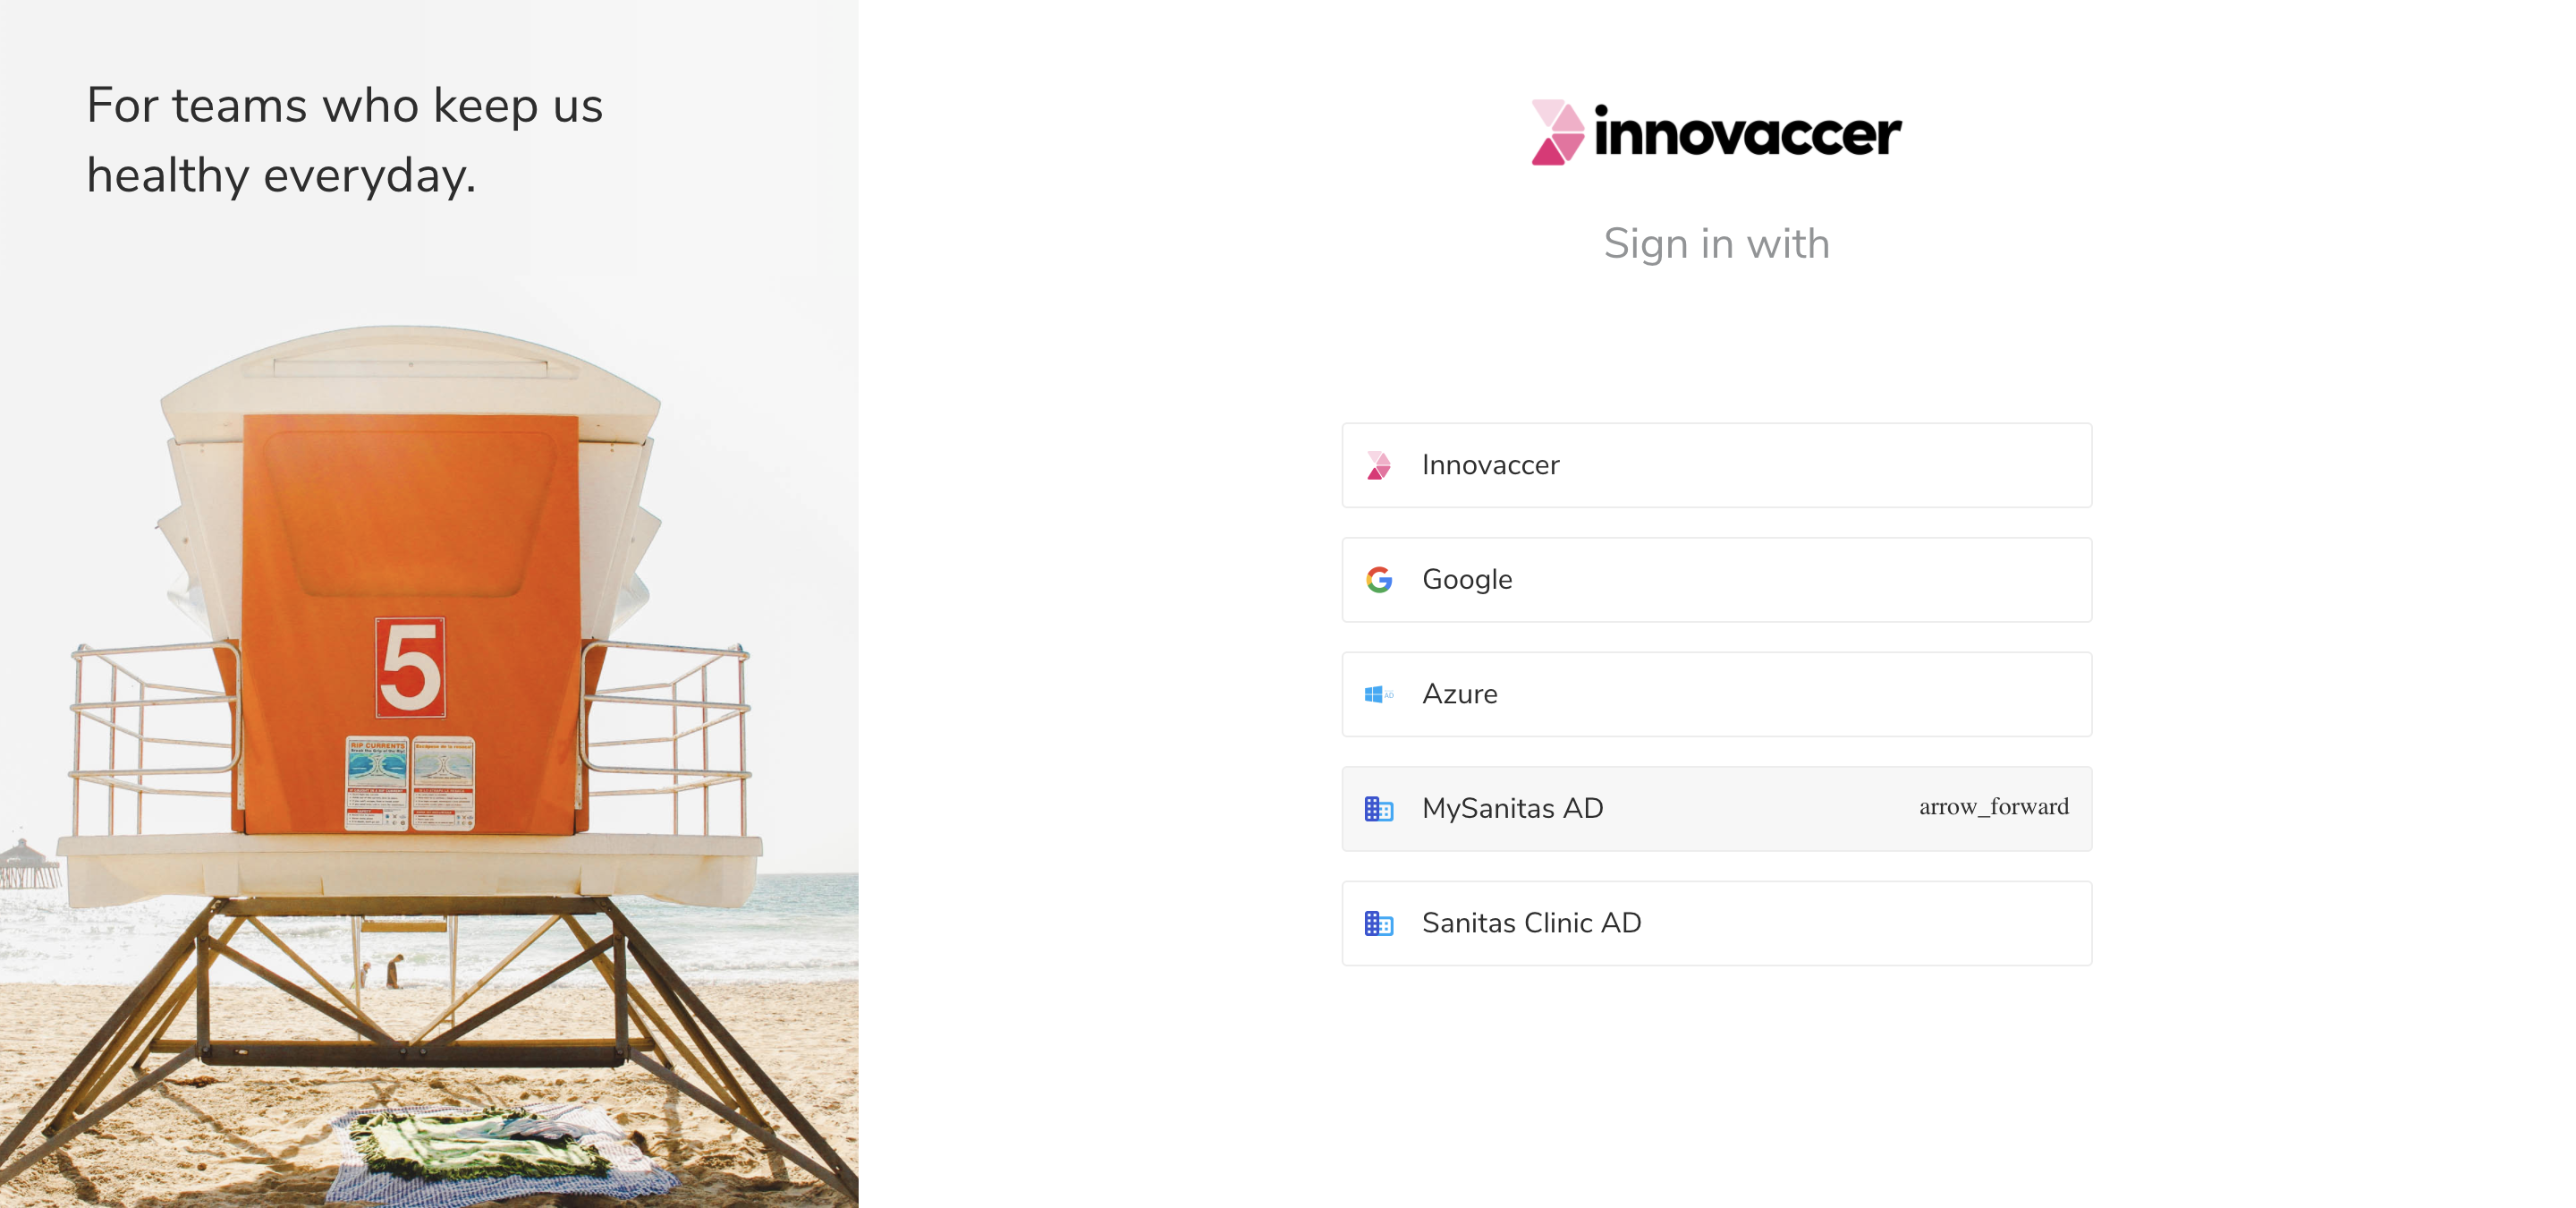 For teams who keep us
healthy everyday.
innovaccer
Sign in with
Innovaccer
Google
Azure
MySanitas AD
arrow_forward
Sanitas Clinic AD
5
RIP CURRENTS